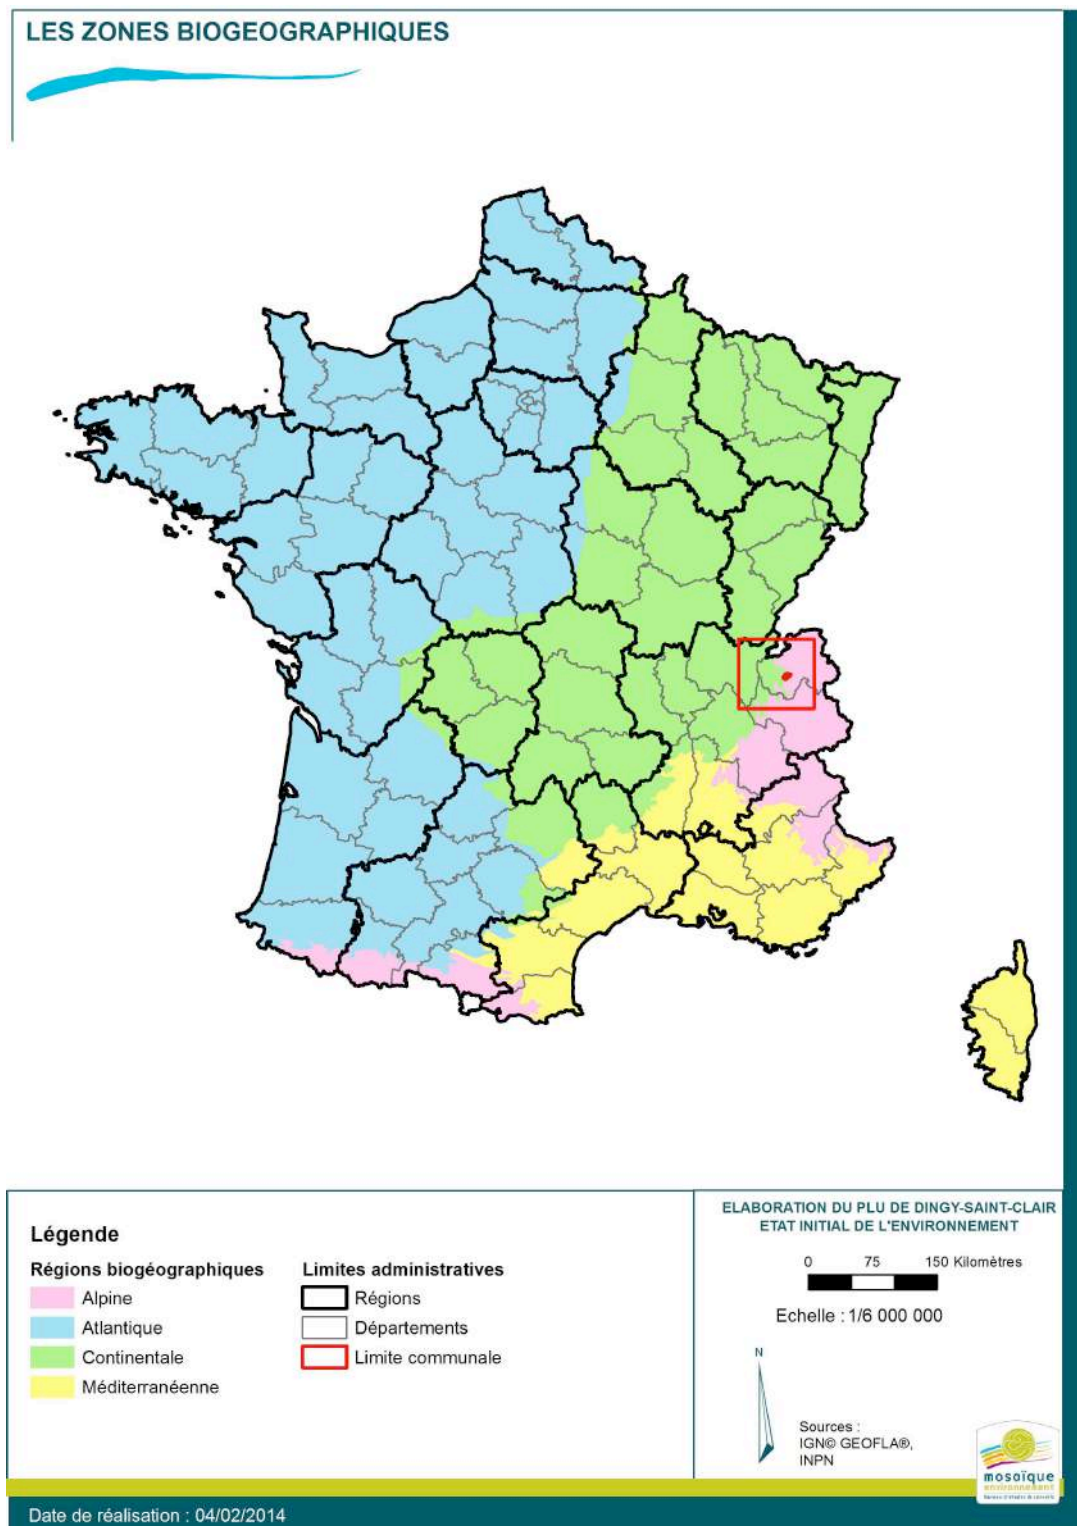 LES ZONES BIOGEOGRAPHIQUES
Légende
Régions biogéographiques
Alpine
Atlantique
Continentale
Méditerranéenne
Limites administratives
Régions
Départements
Limite communale
ELABORATION DU PLU DE DINGY-SAINT-CLAIR
ETAT INITIAL DE L'ENVIRONNEMENT
0 75 150 Kilomètres
Echelle : 1/6 000 000
N
Sources :
IGN© GEOFLA®,
INPN
mosaïque
environnement
Date de réalisation : 04/02/2014